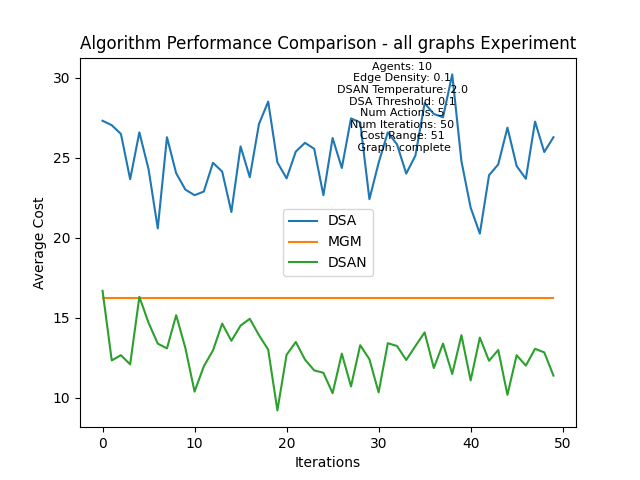 Algorithm Performance Comparison - all graphs Experiment
Agents: 10
Edge Density: 0.1
DSAN Temperature: 2.0
DSA Threshold: 0.1
Num Actions: 5
Num Iterations: 50
Cost Range: 51
Graph: complete
30
25
20
15
10
Average Cost
DSA
MGM
DSAN
0
10
20
30
40
50
Iterations